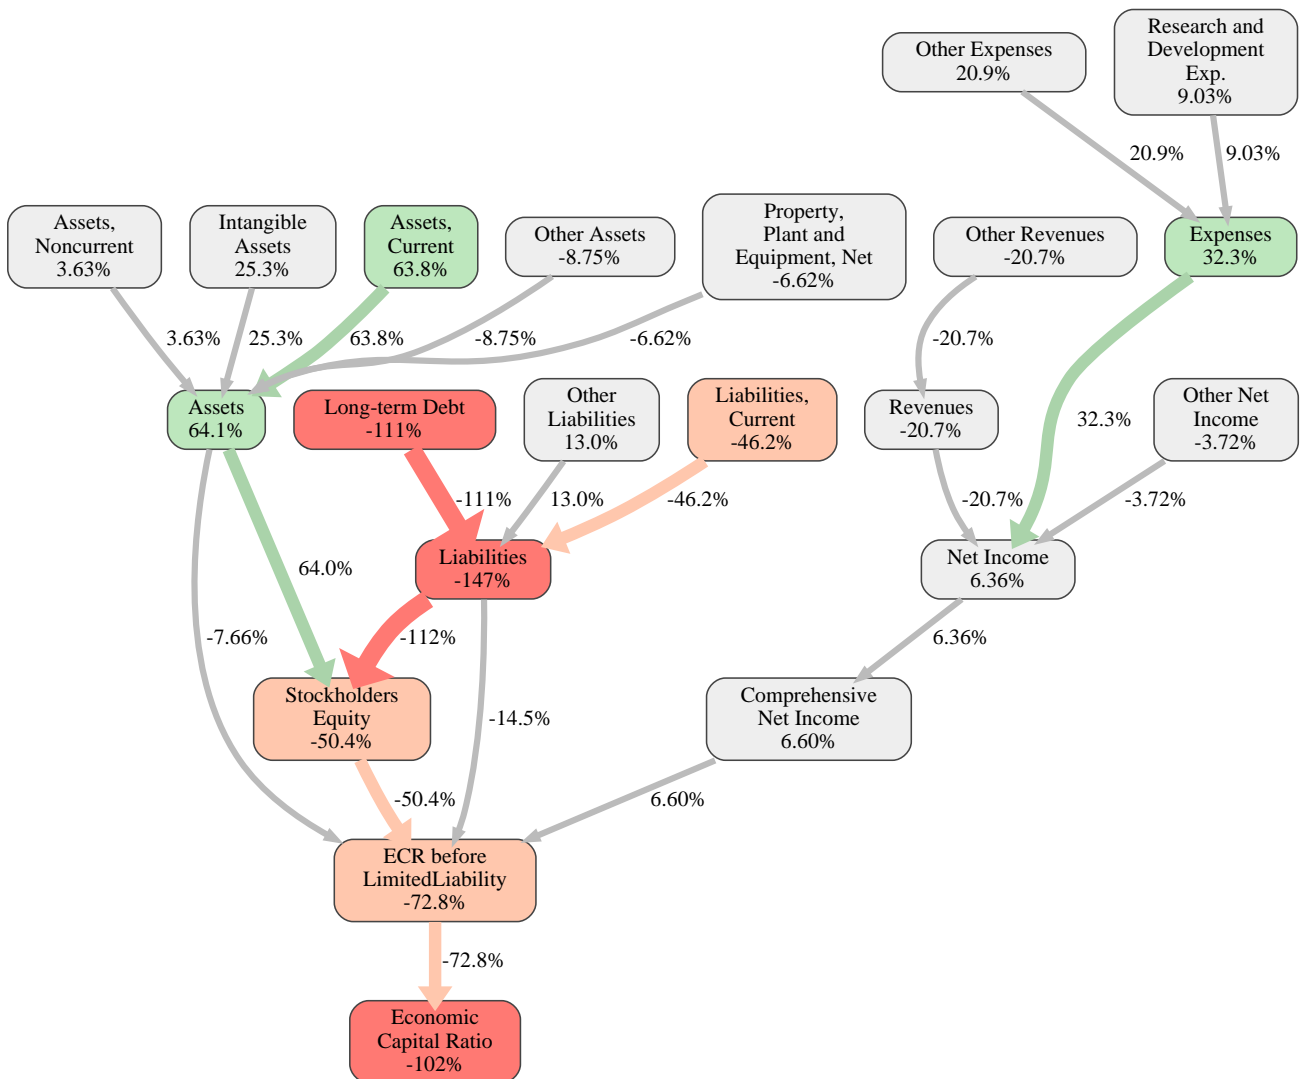 Other Expenses
20.9%
Research and
Development
Exp.
9.03%
20.9%
9.03%
Assets,
Noncurrent
3.63%
Intangible
Assets
25.3%
Assets,
Current
63.8%
Other Assets
-8.75%
Property,
Plant and
Equipment, Net
-6.62%
Other Revenues
-20.7%
Expenses
32.3%
3.63%
25.3%
63.8%
-8.75%
-6.62%
-20.7%
Assets
64.1%
Long-term Debt
-111%
Other
Liabilities
13.0%
Liabilities,
Current
-46.2%
Revenues
-20.7%
32.3%
Other Net
Income
-3.72%
-111%
13.0%
-46.2%
-20.7%
-3.72%
64.0%
Liabilities
-147%
Net Income
6.36%
-7.66%
-112%
6.36%
Stockholders
Equity
-50.4%
-14.5%
Comprehensive
Net Income
6.60%
-50.4%
6.60%
ECR before
LimitedLiability
-72.8%
-72.8%
Economic
Capital Ratio
-102%